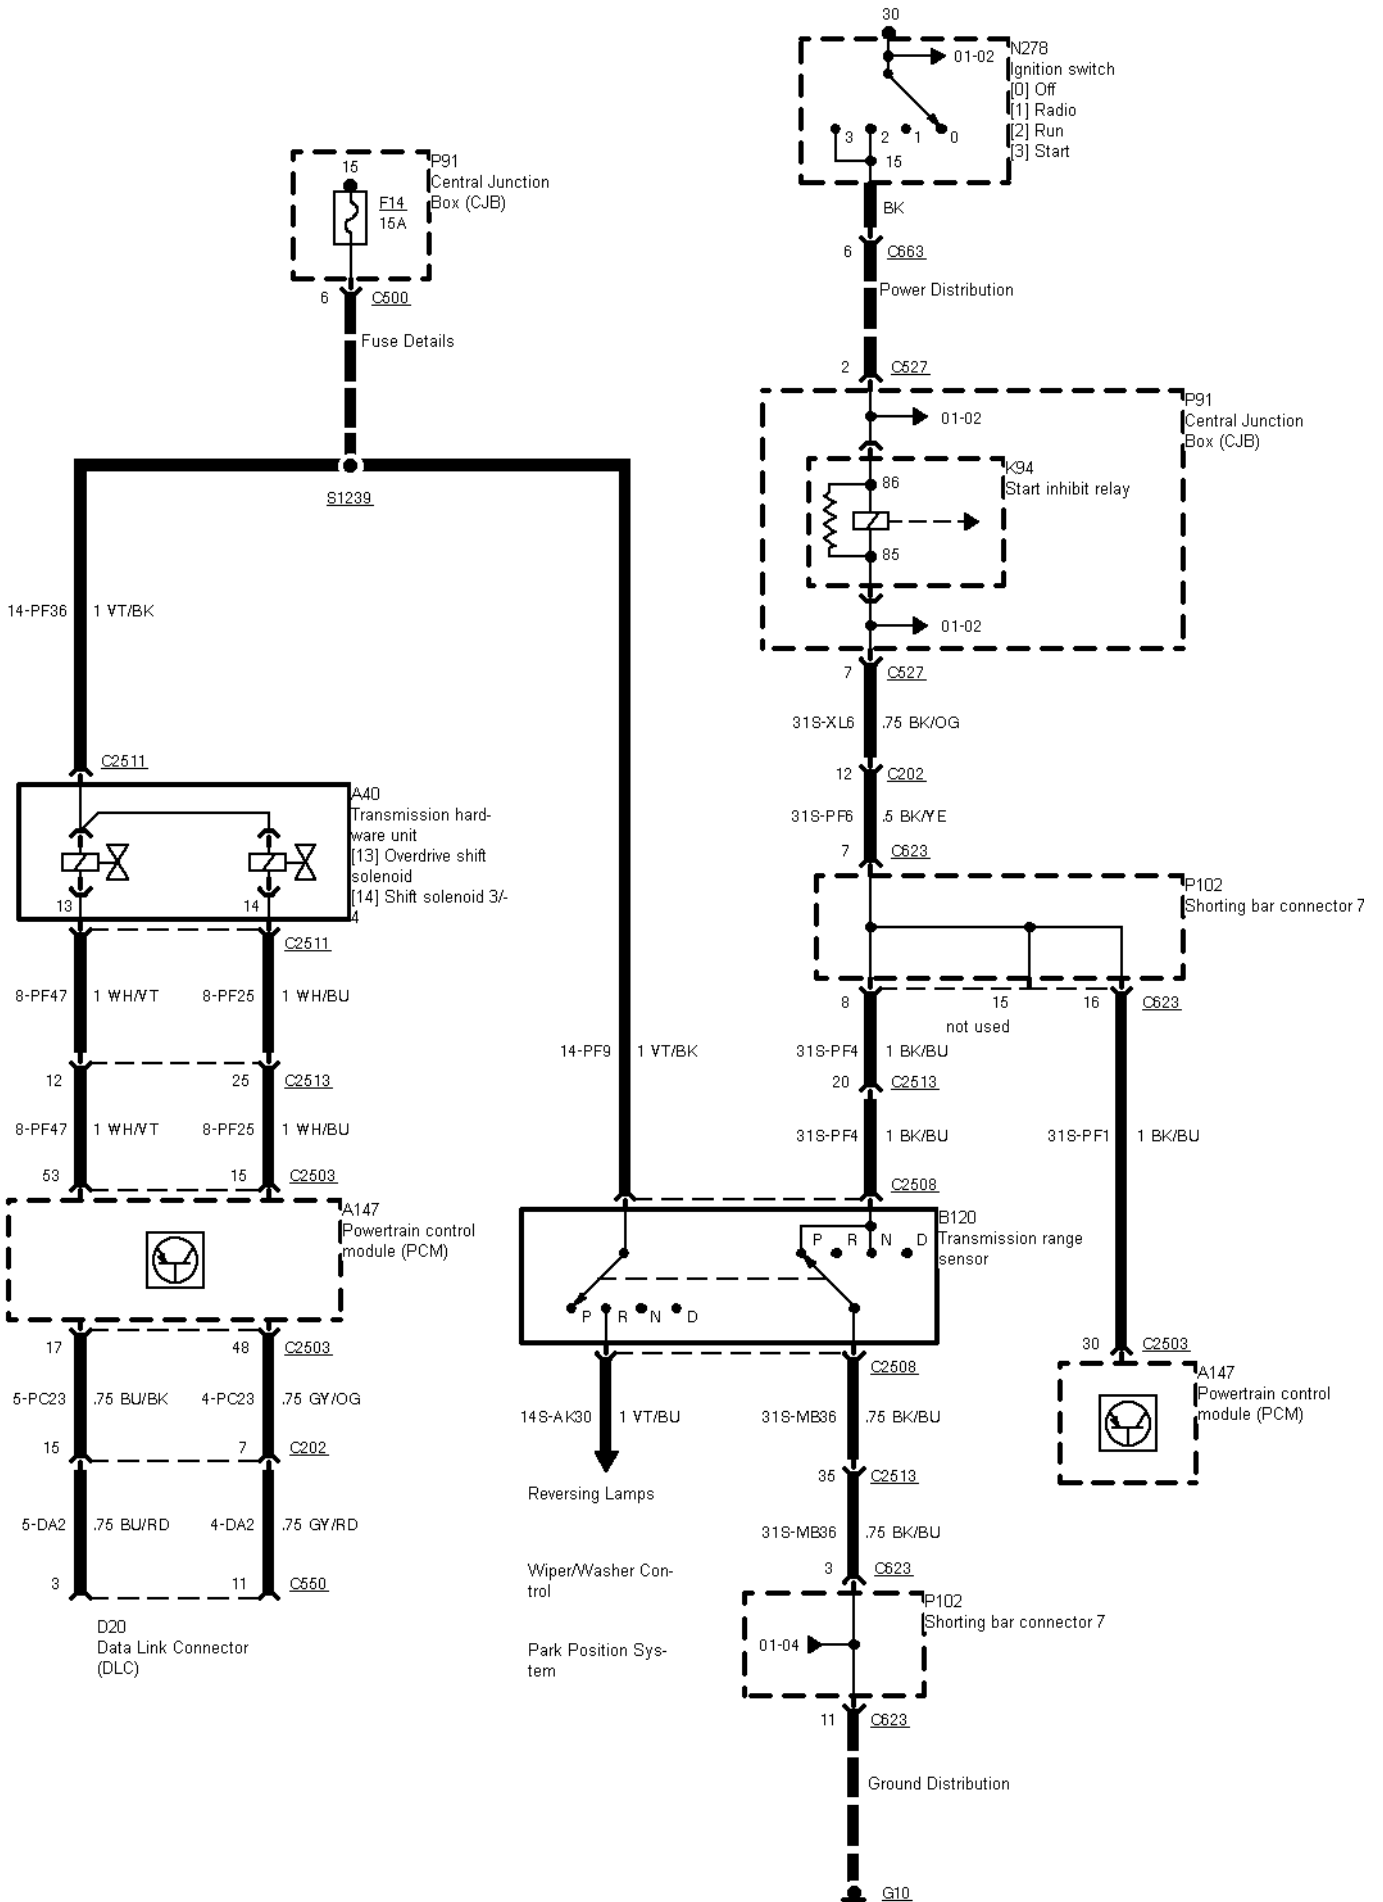 30
N278
01-02
Ignition switch
[0] Off
[1] Radio
[2] Run
[3] Start
3
2
1
0
15
BK
6
C663
Power Distribution
2
C527
P91
Central Junction
Box (CJB)
15
F14
15A
6
C500
Fuse Details
S1239
P91
Central Junction
Box (CJB)
01-02
K94
Start inhibit relay
86
85
01-02
7
C527
31S-XL6
.75 BK/OG
12
C202
31S-PF6
.5 BK/YE
7
C623
P102
Shorting bar connector 7
8
15
16
C623
not used
14-PF36
1 VT/BK
C2511
A40
Transmission hard-
ware unit
[13] Overdrive shift
solenoid
[14] Shift solenoid 3/-
4
13
14
C2511
8-PF47
1 WH/VT
8-PF25
1 WH/BU
12
25
C2513
8-PF47
1 WH/VT
8-PF25
1 WH/BU
53
15
C2503
A147
Powertrain control
module (PCM)
17
48
C2503
5-PC23
.75 BU/BK
4-PC23
.75 GY/OG
15
7
C202
5-DA2
.75 BU/RD
4-DA2
.75 GY/RD
3
11
C550
D20
Data Link Connector
(DLC)
14-PF9
1 VT/BK
31S-PF4
1 BK/BU
20
C2513
31S-PF4
1 BK/BU
31S-PF1
1 BK/BU
C2508
B120
Transmission range
sensor
P
R
N
D
P
R
N
D
C2508
14S-AK30
1 VT/BU
31S-MB36
.75 BK/BU
30
C2503
A147
Powertrain control
module (PCM)
Reversing Lamps
35
C2513
31S-MB36
.75 BK/BU
Wiper/Washer Con-
trol
3
C623
P102
Shorting bar connector 7
Park Position Sys-
tem
01-04
11
C623
Ground Distribution
G10